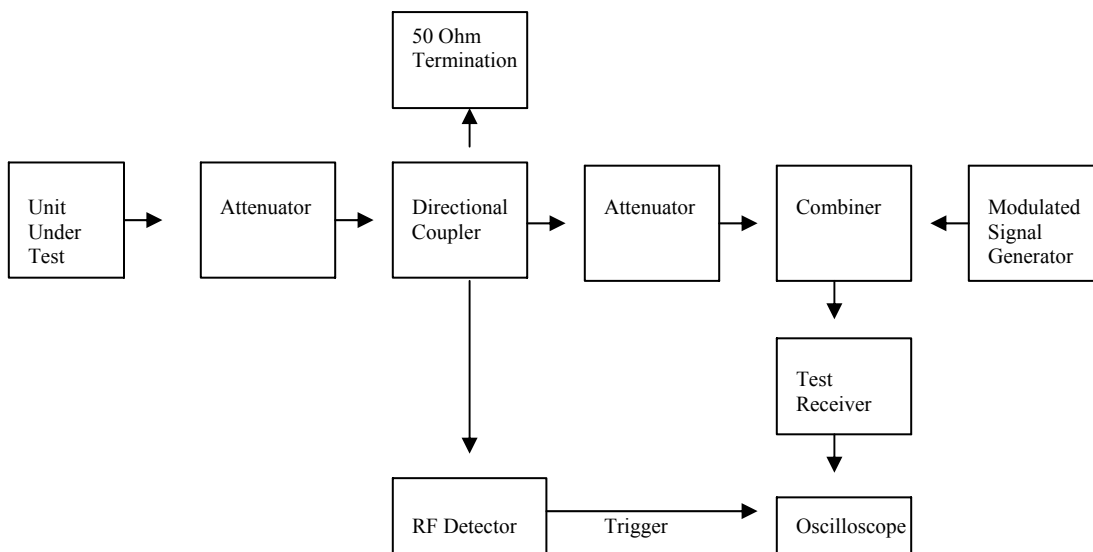 50 Ohm
Termination
Unit
Under
Test
Attenuator
Directional
Coupler
Attenuator
Combiner
Modulated
Signal
Generator
Test
Receiver
RF Detector
Trigger
Oscilloscope